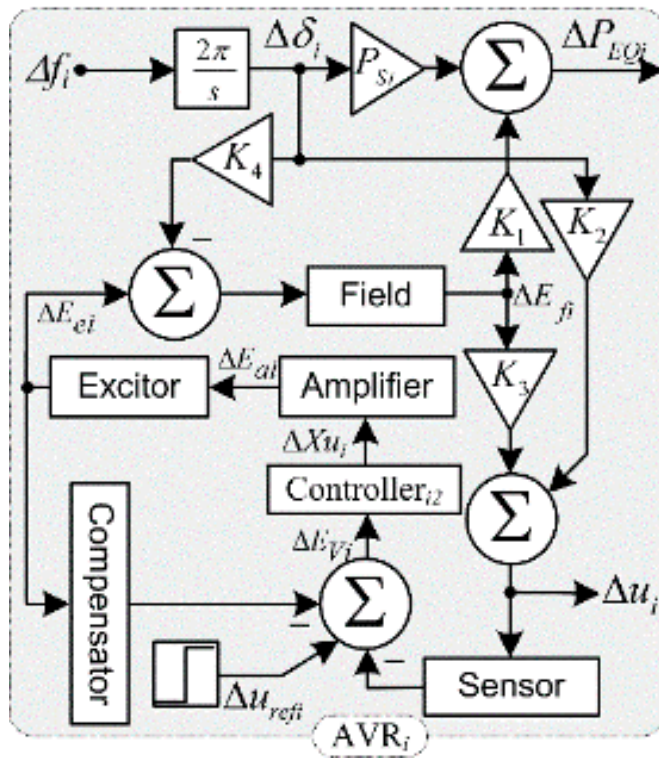 Δf_i
2π
s
Δδ_i
P_Si
Σ
ΔP_EQi
K_4
K_1
K_2
−
Σ
Field
ΔE_fi
ΔE_ei
Excitor
ΔE_ai
Amplifier
K_3
ΔXu_i
Controller_i2
Σ
ΔE_Vi
Compensator
Σ
−
−
Δu_i
Δu_refi
Sensor
AVR_i